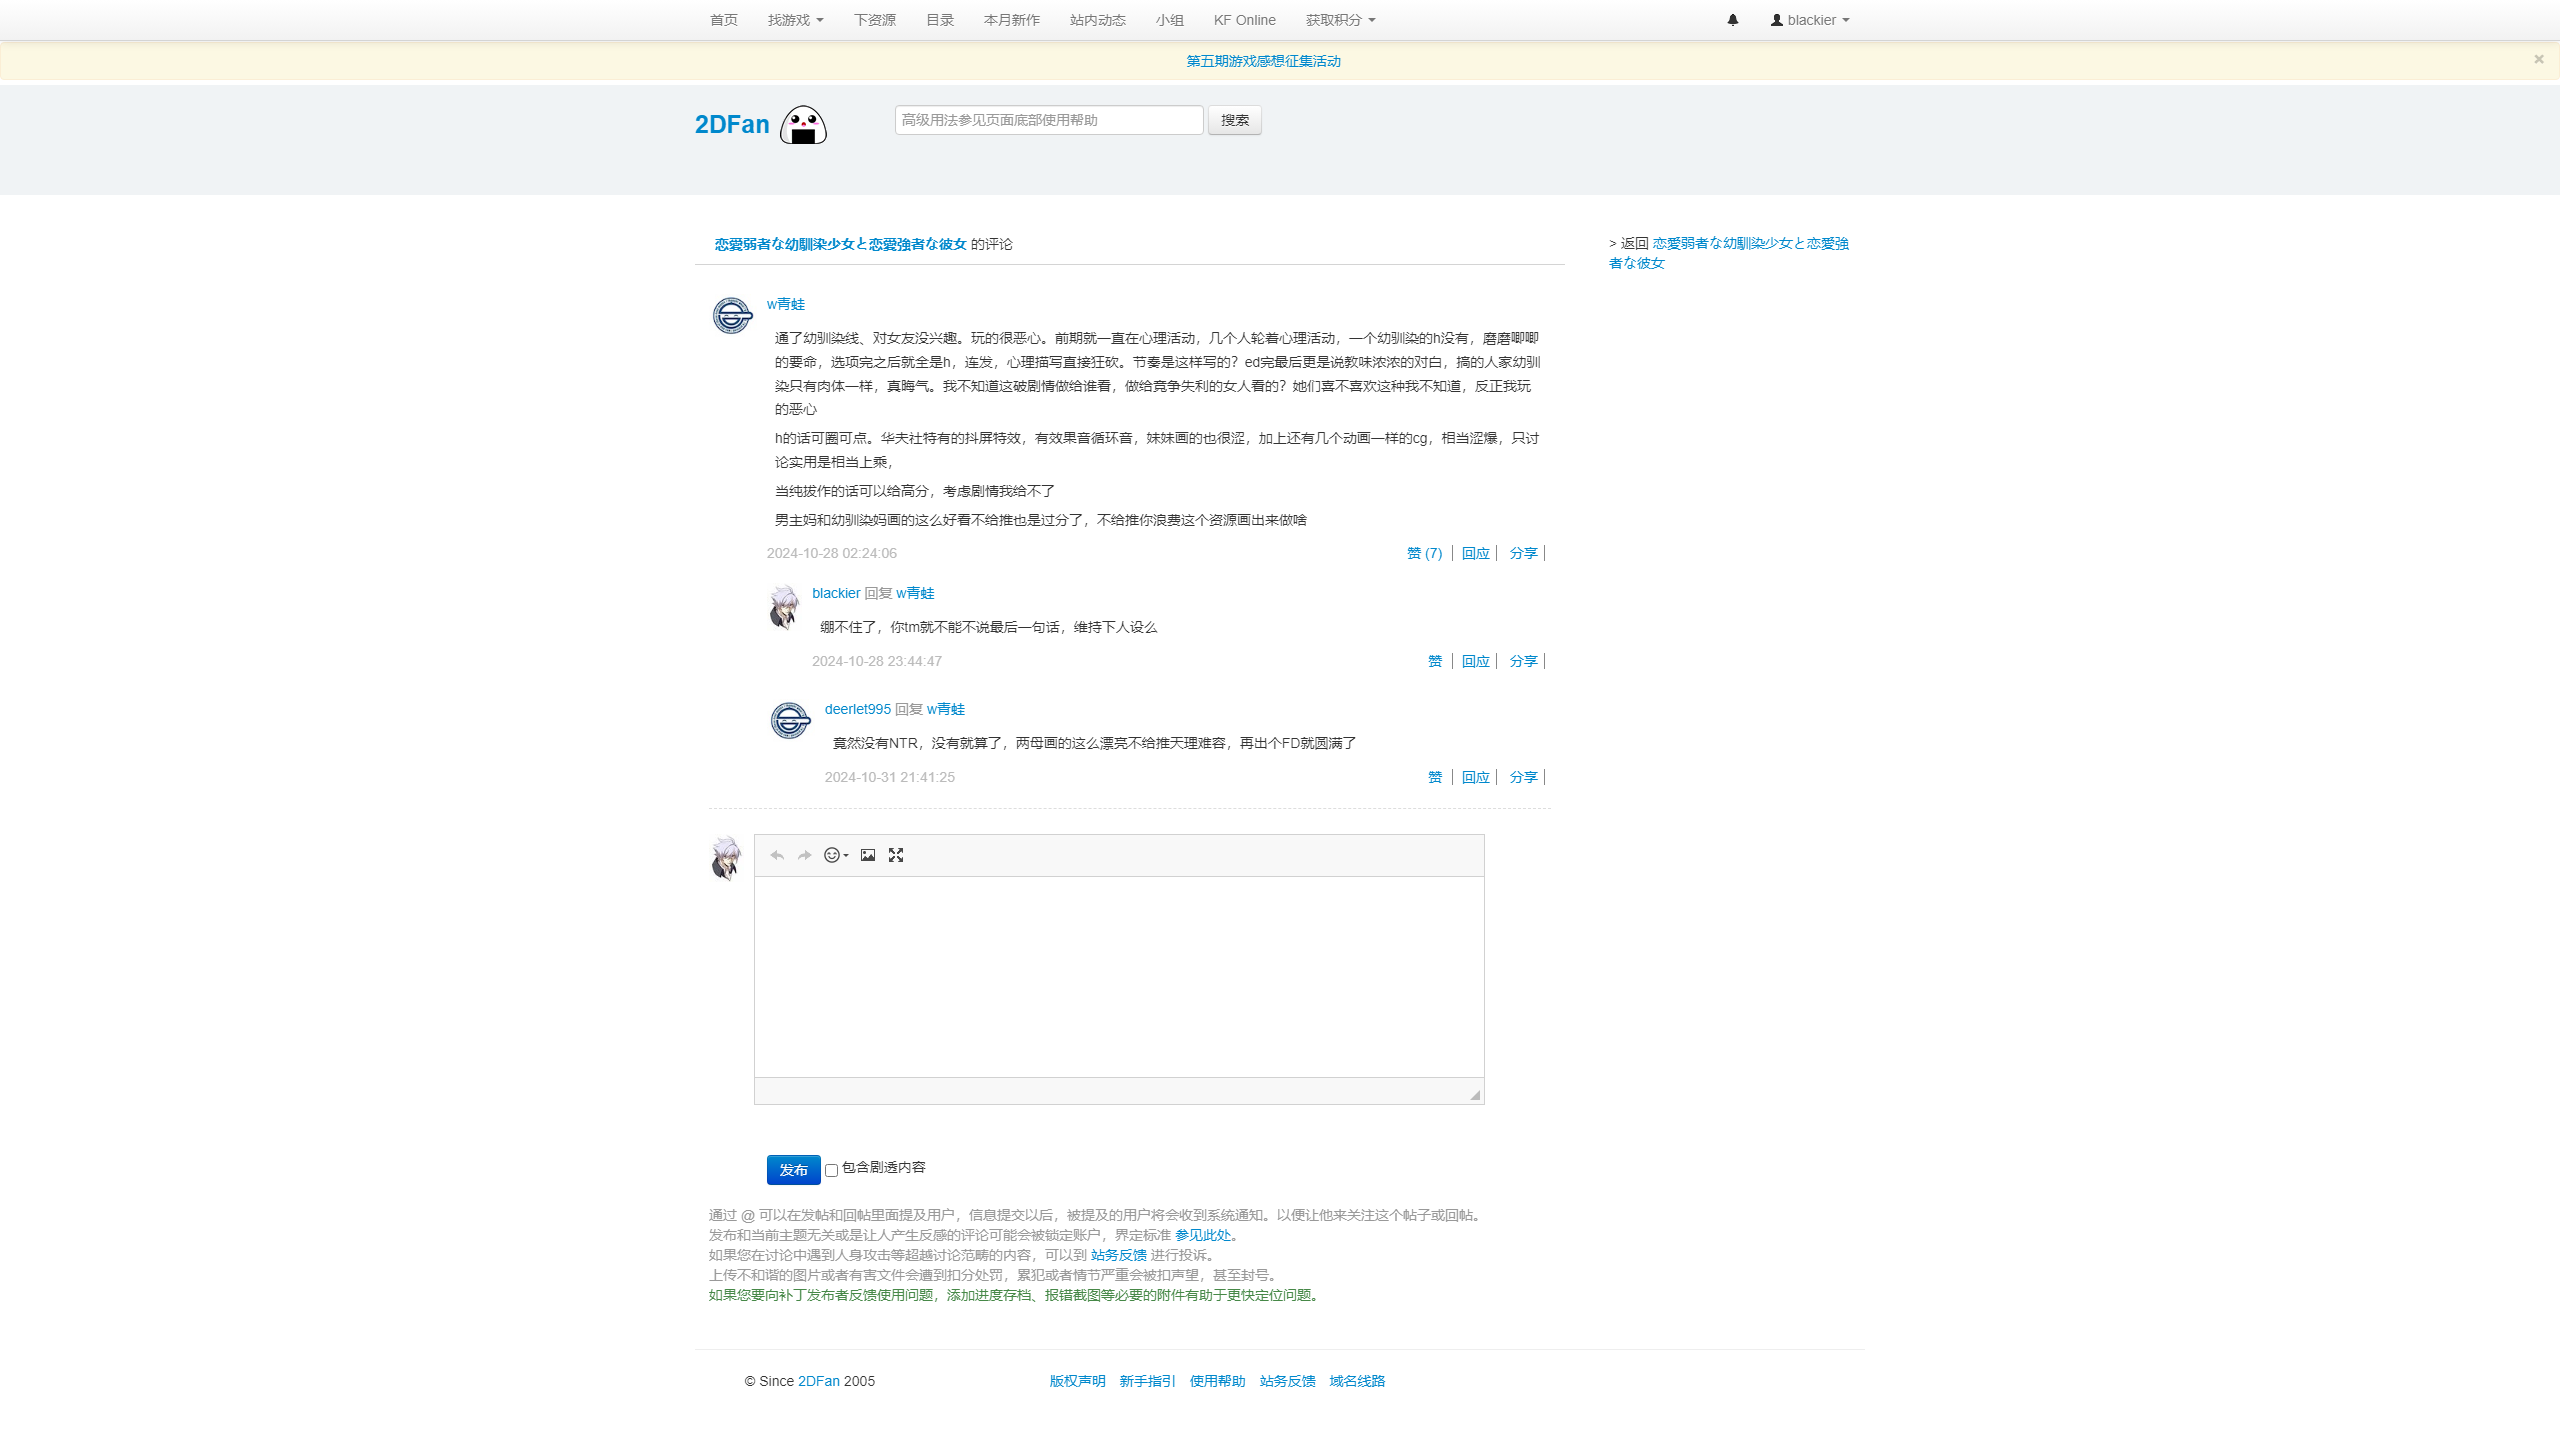 首页 找游戏 下资源 目录 本月新作 站内动态 小组 KF Online 获取积分 blackier
第五期游戏感想征集活动 ×
2DFan 高级用法参见页面底部使用帮助 搜索
恋愛弱者な幼馴染少女と恋愛強者な彼女 的评论
> 返回 恋愛弱者な幼馴染少女と恋愛強
者な彼女
w青蛙
通了幼驯染线、对女友没兴趣。玩的很恶心。前期就一直在心理活动，几个人轮着心理活动，一个幼驯染的h没有，磨磨唧唧
的要命，选项完之后就全是h，连发，心理描写直接狂砍。节奏是这样写的？ed完最后更是说教味浓浓的对白，搞的人家幼驯
染只有肉体一样，真晦气。我不知道这破剧情做给谁看，做给竞争失利的女人看的？她们喜不喜欢这种我不知道，反正我玩
的恶心
h的话可圈可点。华夫社特有的抖屏特效，有效果音循环音，妹妹画的也很涩，加上还有几个动画一样的cg，相当涩爆，只讨
论实用是相当上乘，
当纯拔作的话可以给高分，考虑剧情我给不了
男主妈和幼驯染妈画的这么好看不给推也是过分了，不给推你浪费这个资源画出来做啥
2024-10-28 02:24:06 赞 (7) 回应 分享
blackier 回复 w青蛙
绷不住了，你tm就不能不说最后一句话，维持下人设么
2024-10-28 23:44:47 赞 回应 分享
deerlet995 回复 w青蛙
竟然没有NTR，没有就算了，两母画的这么漂亮不给推天理难容，再出个FD就圆满了
2024-10-31 21:41:25 赞 回应 分享
发布 包含剧透内容
通过 @ 可以在发帖和回帖里面提及用户，信息提交以后，被提及的用户将会收到系统通知。以便让他来关注这个帖子或回帖。
发布和当前主题无关或是让人产生反感的评论可能会被锁定账户，界定标准 参见此处。
如果您在讨论中遇到人身攻击等超越讨论范畴的内容，可以到 站务反馈 进行投诉。
上传不和谐的图片或者有害文件会遭到扣分处罚，累犯或者情节严重会被扣声望，甚至封号。
如果您要向补丁发布者反馈使用问题，添加进度存档、报错截图等必要的附件有助于更快定位问题。
© Since 2DFan 2005 版权声明 新手指引 使用帮助 站务反馈 域名线路